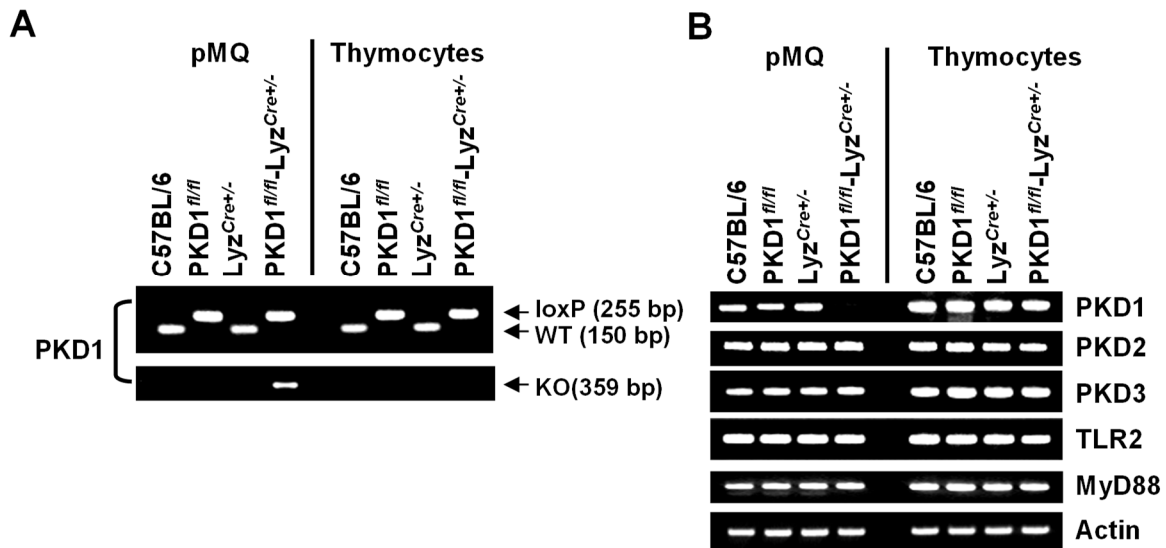 A
pMQ
Thymocytes
C57BL/6
PKD1fl/fl
LyzCre+/-
PKD1fl/fl-LyzCre+/-
C57BL/6
PKD1fl/fl
LyzCre+/-
PKD1fl/fl-LyzCre+/-
PKD1
loxP (255 bp)
WT (150 bp)
KO(359 bp)
B
pMQ
Thymocytes
C57BL/6
PKD1fl/fl
LyzCre+/-
PKD1fl/fl-LyzCre+/-
C57BL/6
PKD1fl/fl
LyzCre+/-
PKD1fl/fl-LyzCre+/-
PKD1
PKD2
PKD3
TLR2
MyD88
Actin